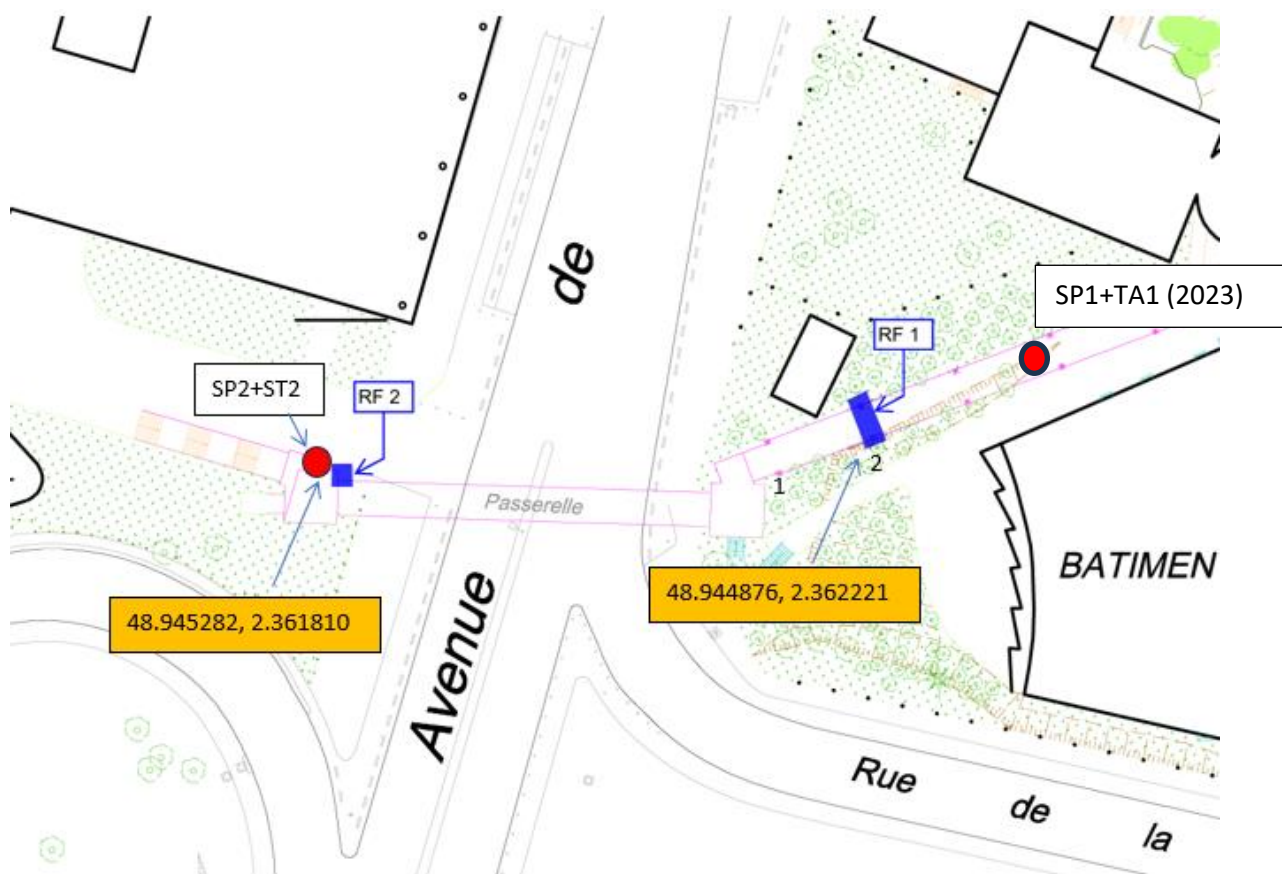 de
SP1+TA1 (2023)
RF 1
SP2+ST2
RF 2
2
1
Passerelle
BATIMEN
48.944876, 2.362221
48.945282, 2.361810
Avenue
Rue de la